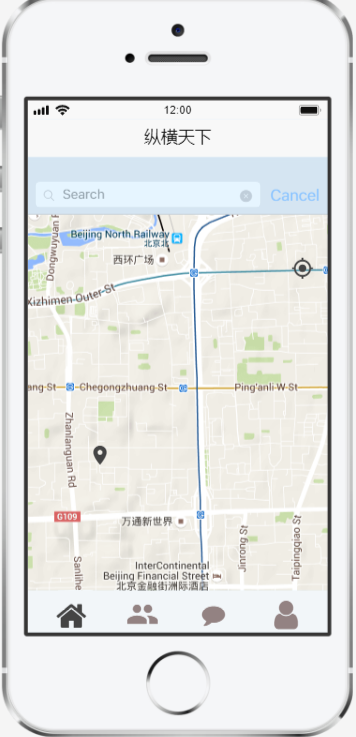 12:00
纵横天下
Search
Cancel
Beijing North Railway
北京北
Dongwuyuan R
西环广场
Xizhimen Outer St
ang St
Chegongzhuang St
Ping'anli W St
Zhanlanguan Rd
G109
万通新世界
Sanlihe
Jinrong St
Taipingqiao St
InterContinental
Beijing Financial Street
北京金融街洲际酒店